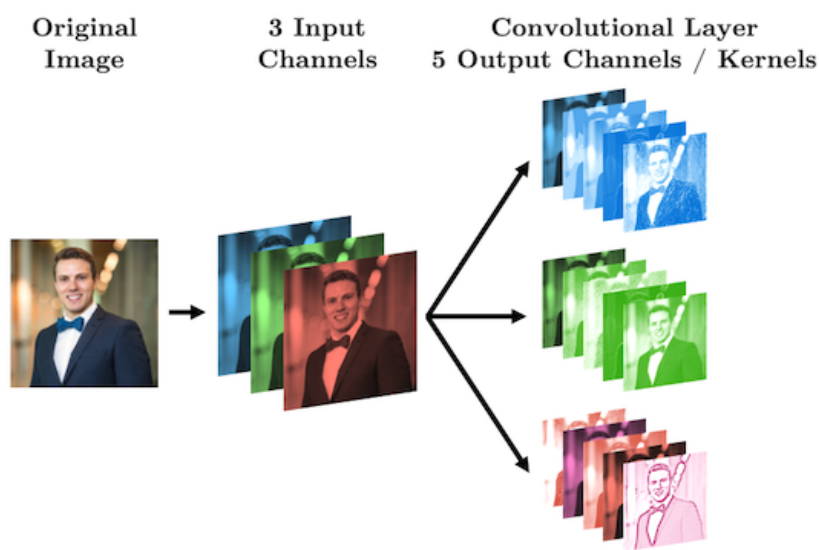 Original
Image
3 Input
Channels
Convolutional Layer
5 Output Channels / Kernels